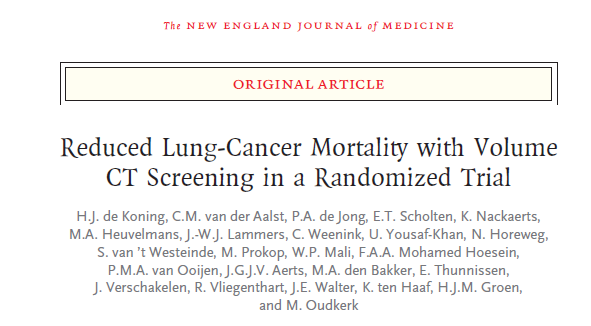 The NEW ENGLAND JOURNAL of MEDICINE
ORIGINAL ARTICLE
Reduced Lung-Cancer Mortality with Volume
CT Screening in a Randomized Trial
H.J. de Koning, C.M. van der Aalst, P.A. de Jong, E.T. Scholten, K. Nackaerts,
M.A. Heuvelmans, J.-W.J. Lammers, C. Weenink, U. Yousaf-Khan, N. Horeweg,
S. van ’t Westeinde, M. Prokop, W.P. Mali, F.A.A. Mohamed Hoesein,
P.M.A. van Ooijen, J.G.J.V. Aerts, M.A. den Bakker, E. Thunnissen,
J. Verschakelen, R. Vliegenthart, J.E. Walter, K. ten Haaf, H.J.M. Groen,
and M. Oudkerk